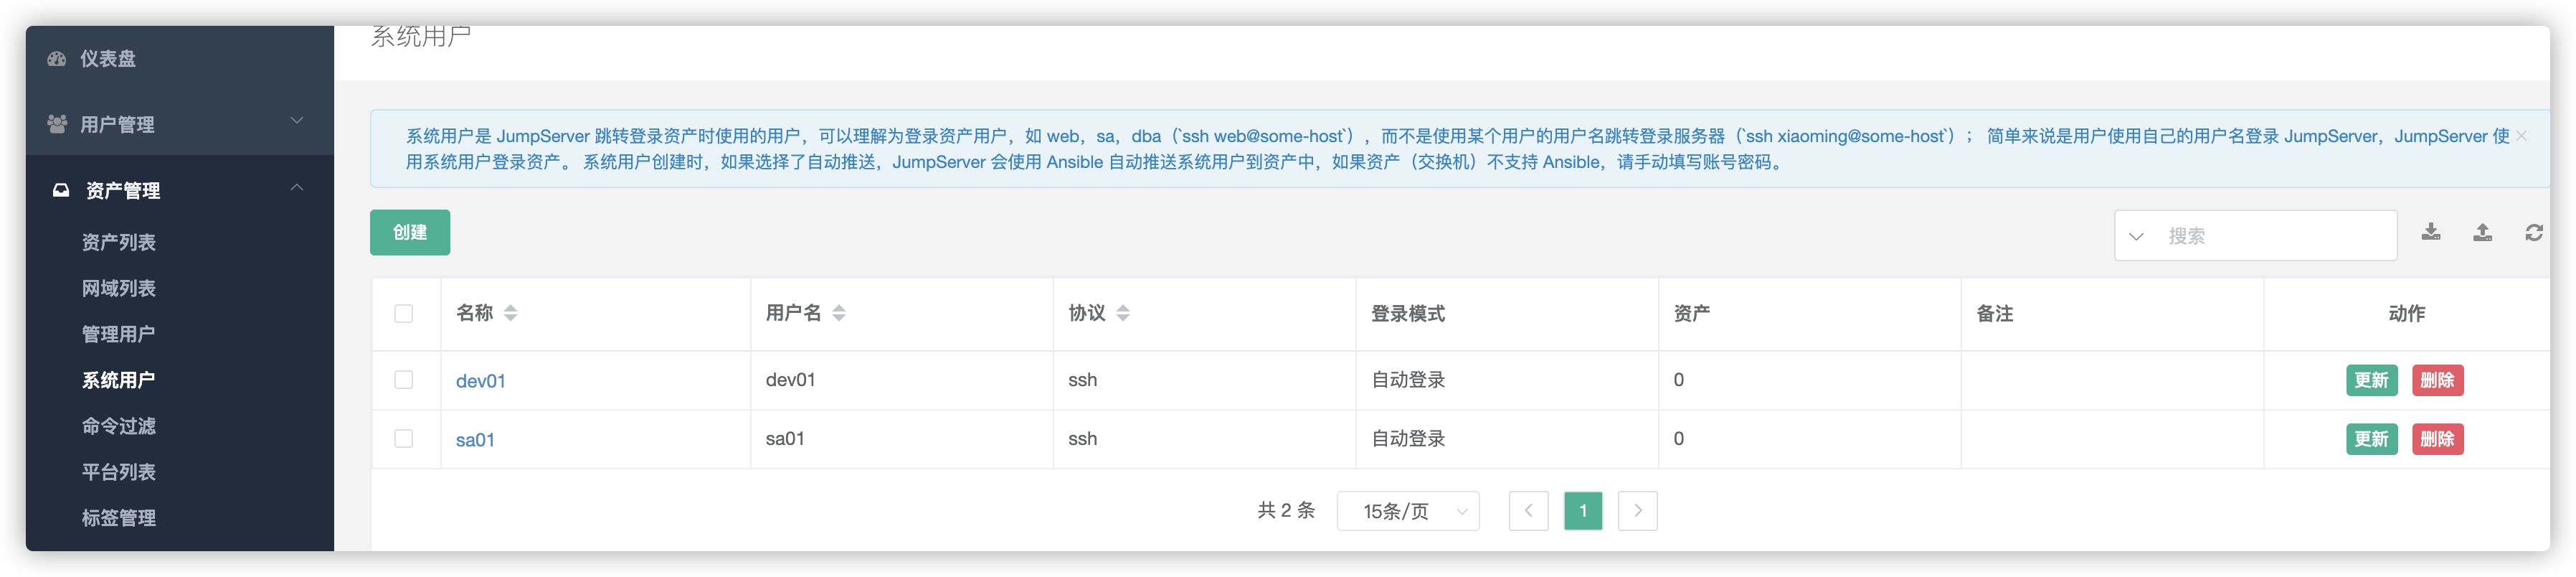 仪表盘
用户管理
资产管理
资产列表
网域列表
管理用户
系统用户
命令过滤
平台列表
标签管理
系统用户
系统用户是 JumpServer 跳转登录资产时使用的用户，可以理解为登录资产用户，如 web，sa，dba（`ssh web@some-host`），而不是使用某个用户的用户名跳转登录服务器（`ssh xiaoming@some-host`）； 简单来说是用户使用自己的用户名登录 JumpServer，JumpServer 使
用系统用户登录资产。 系统用户创建时，如果选择了自动推送，JumpServer 会使用 Ansible 自动推送系统用户到资产中，如果资产（交换机）不支持 Ansible，请手动填写账号密码。
创建
搜索
名称 用户名 协议 登录模式 资产 备注 动作
dev01 dev01 ssh 自动登录 0 更新 删除
sa01 sa01 ssh 自动登录 0 更新 删除
共 2 条 15条/页 1